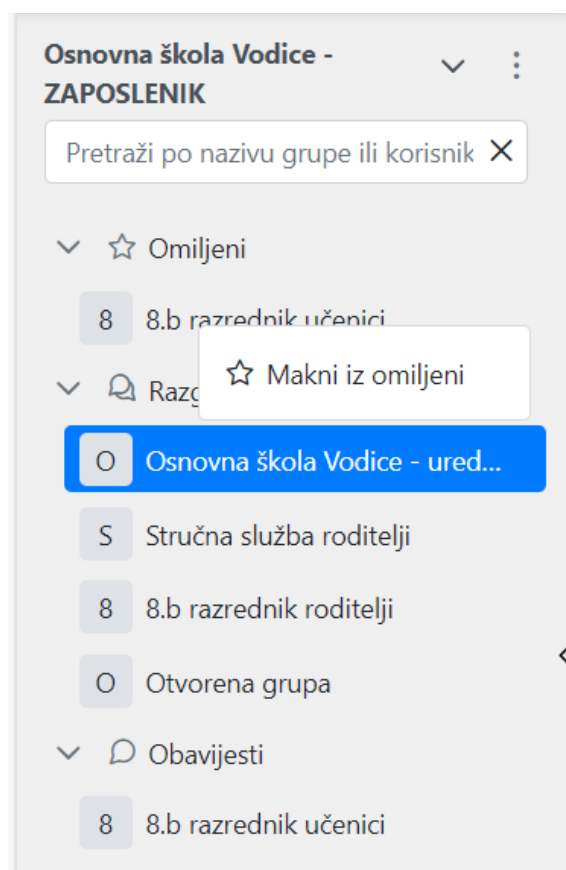 Osnovna škola Vodice -
ZAPOSLENIK
Pretraži po nazivu grupe ili korisnik
Omiljeni
8 8.b razrednik učenici
Makni iz omiljeni
Razg
O Osnovna škola Vodice - ured...
S Stručna služba roditelji
8 8.b razrednik roditelji
O Otvorena grupa
Obavijesti
8 8.b razrednik učenici